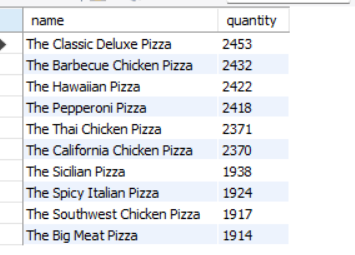 name quantity
The Classic Deluxe Pizza 2453
The Barbecue Chicken Pizza 2432
The Hawaiian Pizza 2422
The Pepperoni Pizza 2418
The Thai Chicken Pizza 2371
The California Chicken Pizza 2370
The Sicilian Pizza 1938
The Spicy Italian Pizza 1924
The Southwest Chicken Pizza 1917
The Big Meat Pizza 1914